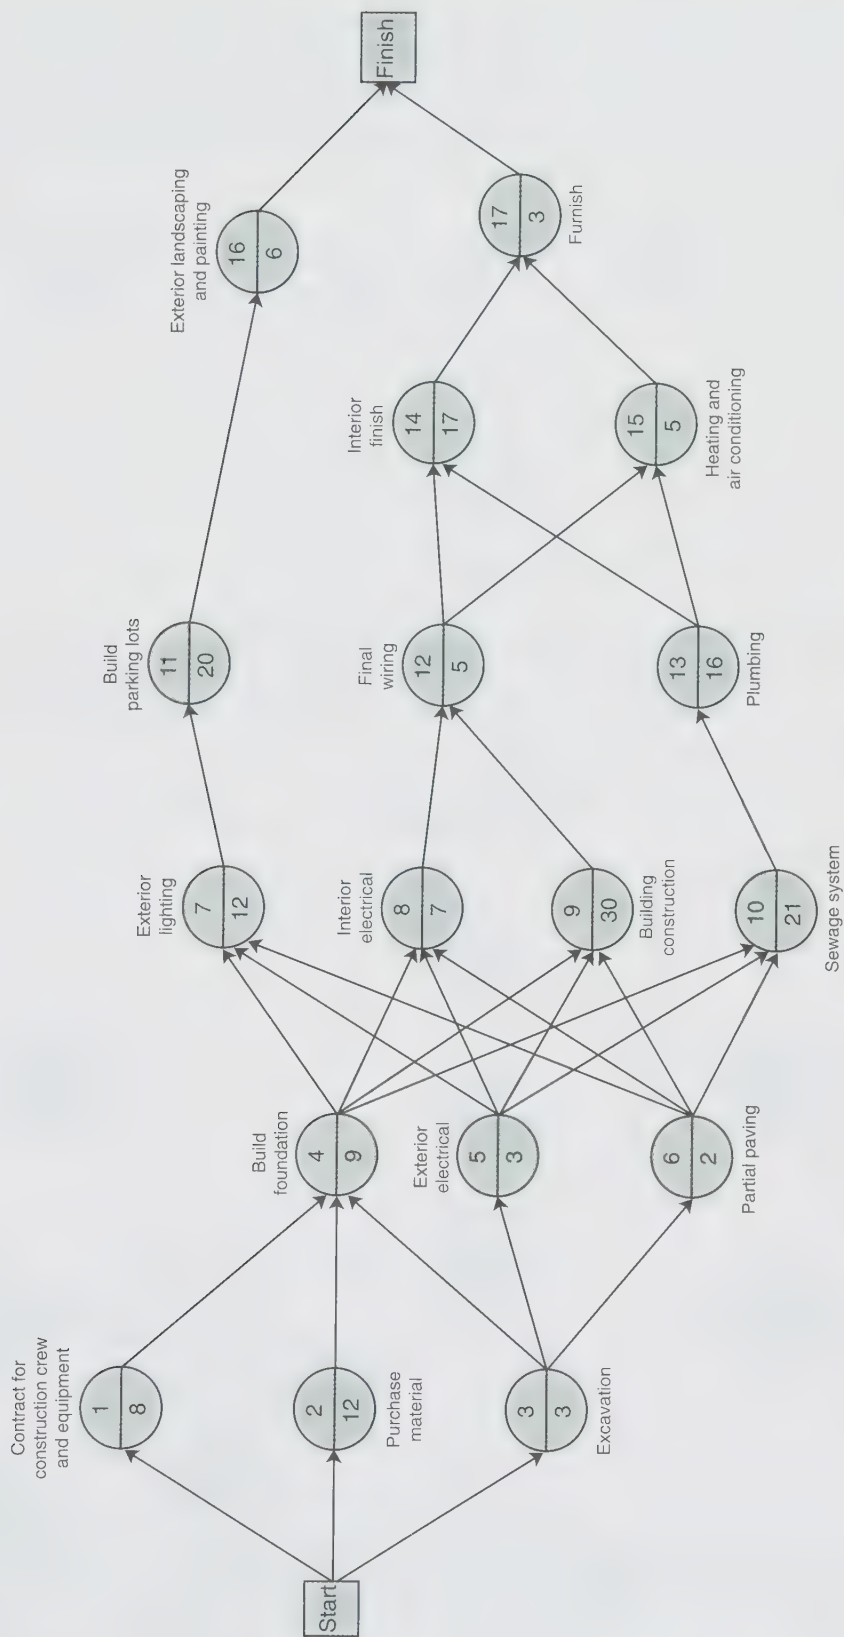 Start
Contract for
construction crew
and equipment
1
8
2
12
Purchase
material
3
3
Excavation
Build
foundation
4
9
Exterior
electrical
5
3
6
2
Partial paving
Exterior
lighting
7
12
Interior
electrical
8
7
9
30
Building
construction
10
21
Sewage system
Build
parking lots
11
20
Final
wiring
12
5
13
16
Plumbing
Interior
finish
14
17
15
5
Heating and
air conditioning
Exterior landscaping
and painting
16
6
17
3
Furnish
Finish